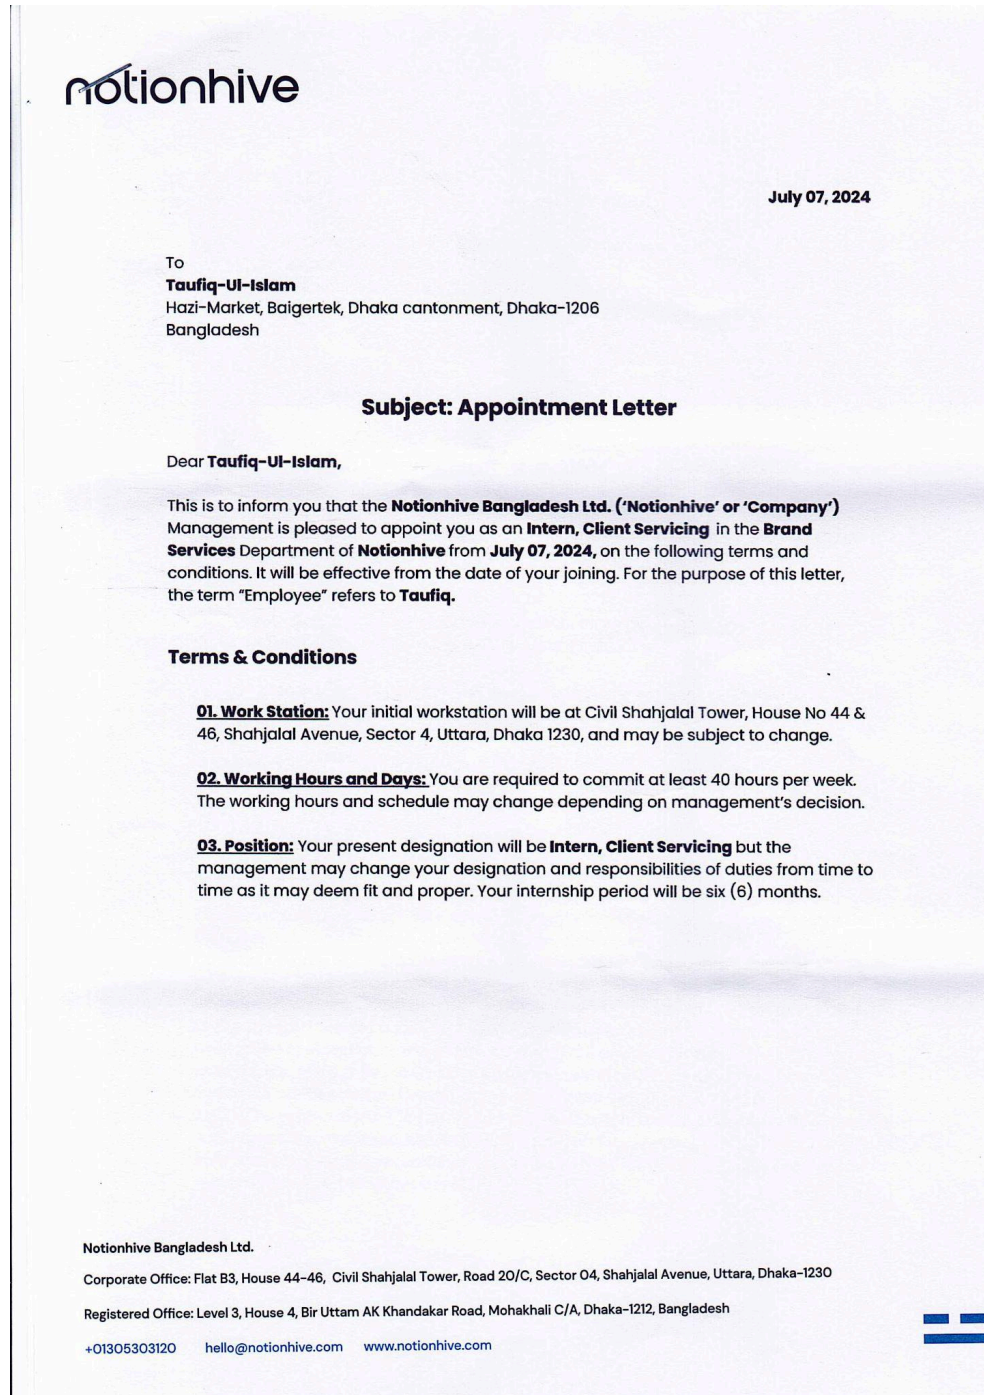 notionhive
July 07, 2024
To
Taufiq-Ul-Islam
Hazi-Market, Baigertek, Dhaka cantonment, Dhaka-1206
Bangladesh
Subject: Appointment Letter
Dear Taufiq-Ul-Islam,
This is to inform you that the Notionhive Bangladesh Ltd. (‘Notionhive’ or ‘Company’)
Management is pleased to appoint you as an Intern, Client Servicing in the Brand
Services Department of Notionhive from July 07, 2024, on the following terms and
conditions. It will be effective from the date of your joining. For the purpose of this letter,
the term “Employee” refers to Taufiq.
Terms & Conditions
01. Work Station: Your initial workstation will be at Civil Shahjalal Tower, House No 44 &
46, Shahjalal Avenue, Sector 4, Uttara, Dhaka 1230, and may be subject to change.
02. Working Hours and Days: You are required to commit at least 40 hours per week.
The working hours and schedule may change depending on management’s decision.
03. Position: Your present designation will be Intern, Client Servicing but the
management may change your designation and responsibilities of duties from time to
time as it may deem fit and proper. Your internship period will be six (6) months.
Notionhive Bangladesh Ltd.
Corporate Office: Flat B3, House 44-46, Civil Shahjalal Tower, Road 20/C, Sector 04, Shahjalal Avenue, Uttara, Dhaka-1230
Registered Office: Level 3, House 4, Bir Uttam AK Khandakar Road, Mohakhali C/A, Dhaka-1212, Bangladesh
+01305303120 hello@notionhive.com www.notionhive.com